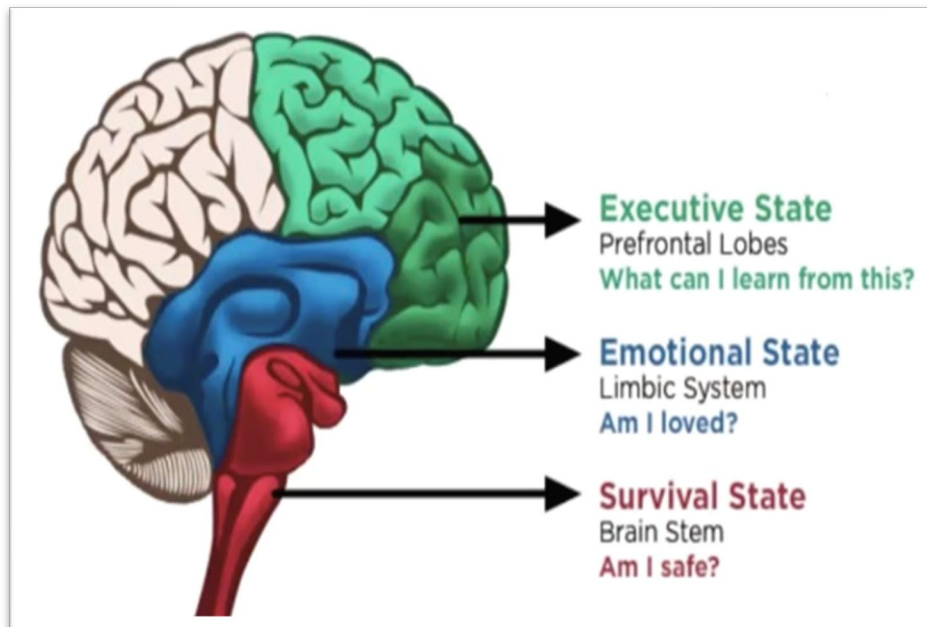 Executive State
Prefrontal Lobes
What can I learn from this?
Emotional State
Limbic System
Am I loved?
Survival State
Brain Stem
Am I safe?